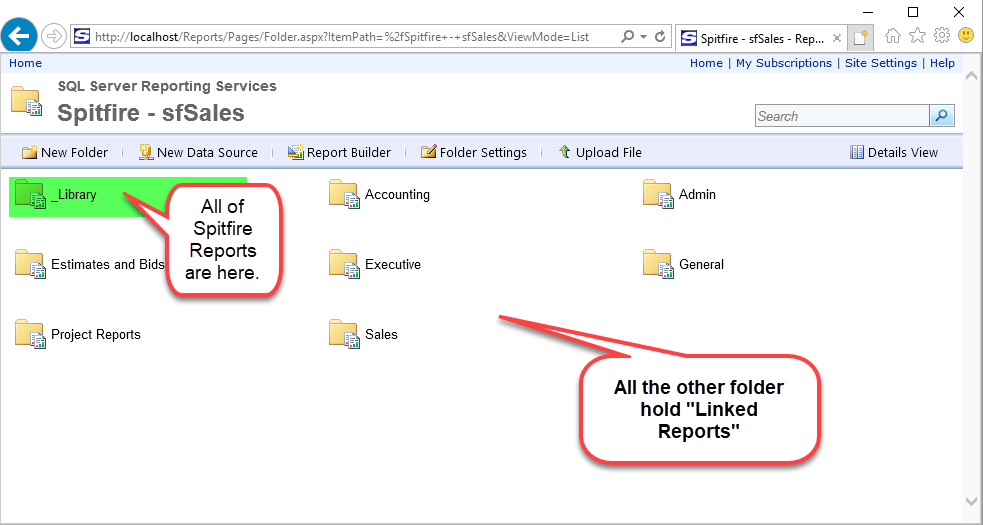 http://localhost/Reports/Pages/Folder.aspx?ItemPath=%2fSpitfire+-+sfSales&ViewMode=List
Spitfire - sfSales - Rep...
Home
Home | My Subscriptions | Site Settings | Help
SQL Server Reporting Services
Spitfire - sfSales
Search
New Folder
New Data Source
Report Builder
Folder Settings
Upload File
Details View
_Library
Accounting
Admin
All of
Spitfire
Reports
are here.
Estimates and Bids
Executive
General
Project Reports
Sales
All the other folder
hold "Linked
Reports"